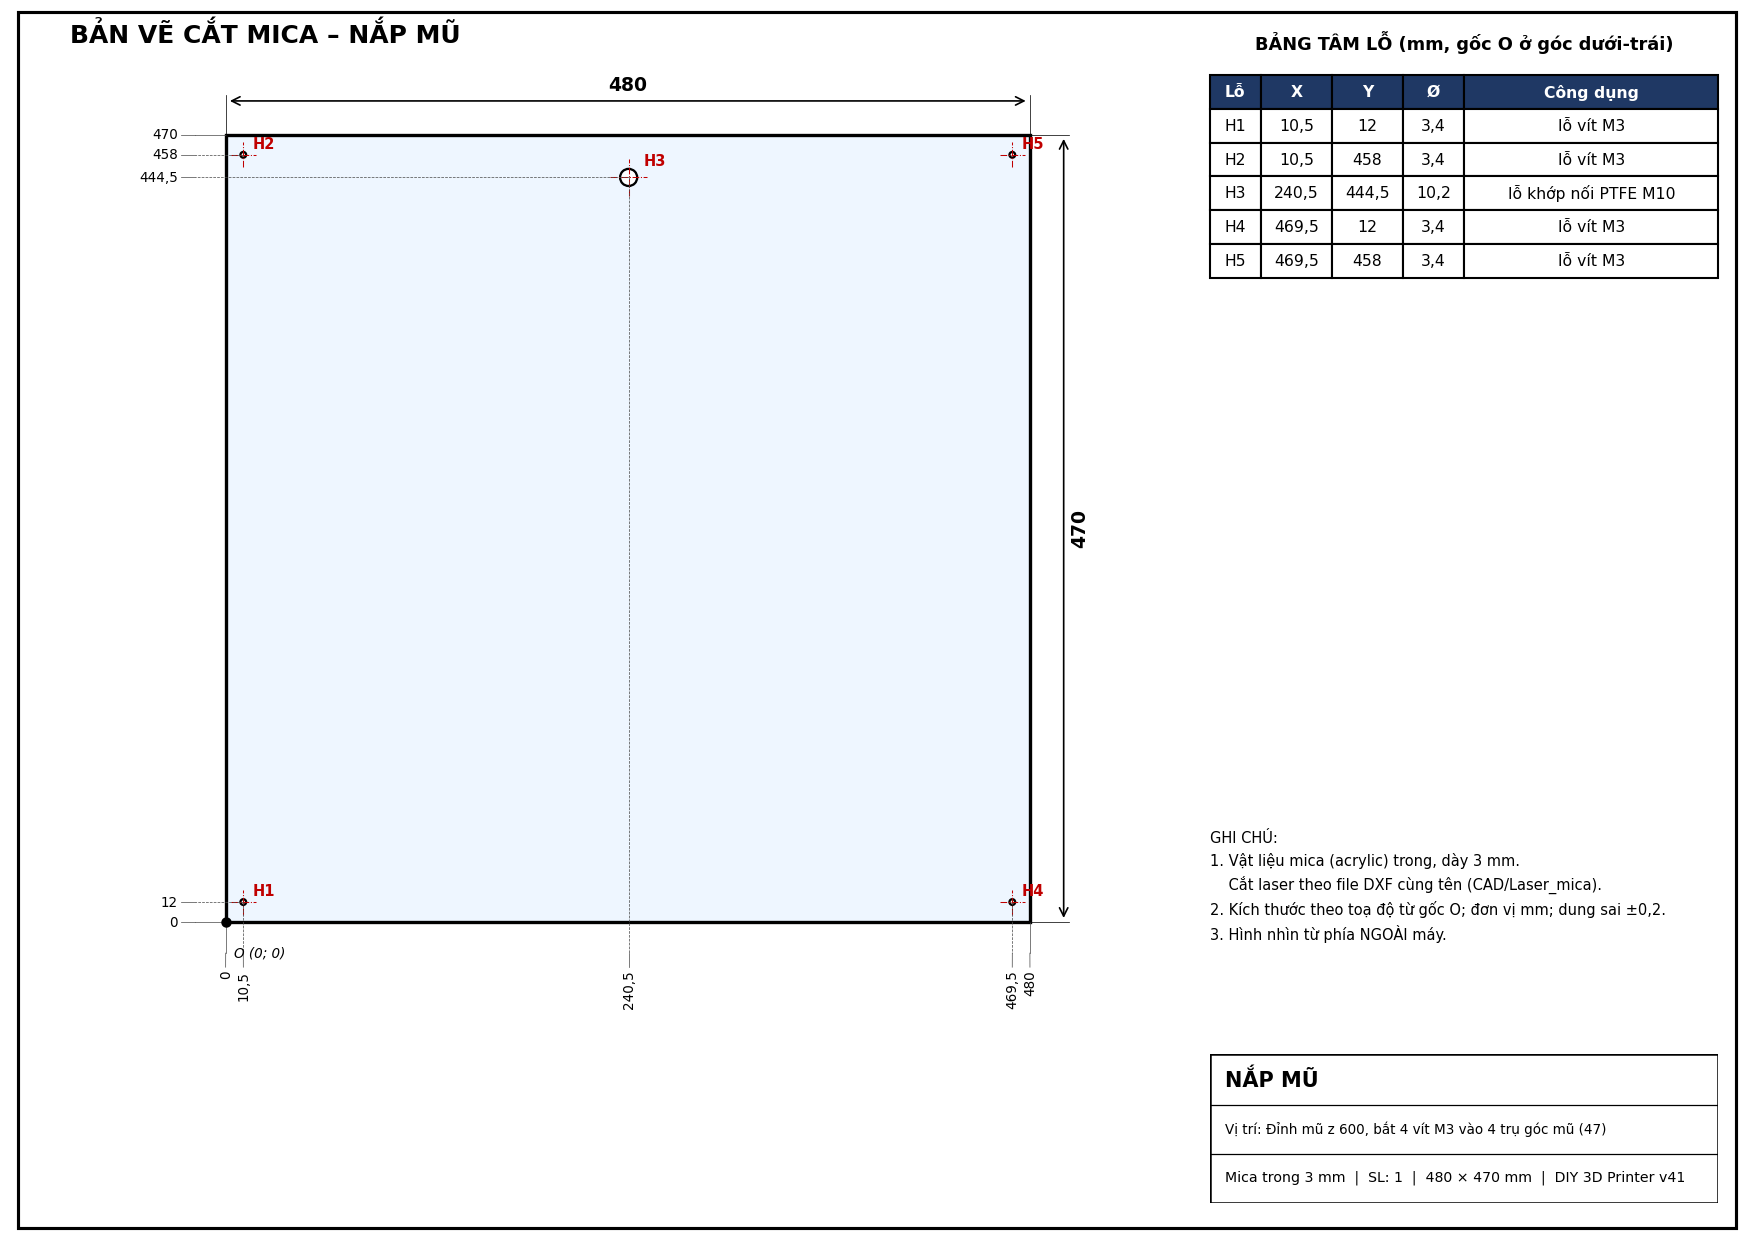 BẢN VẼ CẮT MICA – NẮP MŨ
480
470
458
444,5
12
0
H2
H3
H5
H1
H4
470
O (0; 0)
0
10,5
240,5
469,5
480
BẢNG TÂM LỖ (mm, gốc O ở góc dưới-trái)
Lỗ X Y Ø Công dụng
H1 10,5 12 3,4 lỗ vít M3
H2 10,5 458 3,4 lỗ vít M3
H3 240,5 444,5 10,2 lỗ khớp nối PTFE M10
H4 469,5 12 3,4 lỗ vít M3
H5 469,5 458 3,4 lỗ vít M3
GHI CHÚ:
1. Vật liệu mica (acrylic) trong, dày 3 mm.
Cắt laser theo file DXF cùng tên (CAD/Laser_mica).
2. Kích thước theo toạ độ từ gốc O; đơn vị mm; dung sai ±0,2.
3. Hình nhìn từ phía NGOÀI máy.
NẮP MŨ
Vị trí: Đỉnh mũ z 600, bắt 4 vít M3 vào 4 trụ góc mũ (47)
Mica trong 3 mm | SL: 1 | 480 × 470 mm | DIY 3D Printer v41